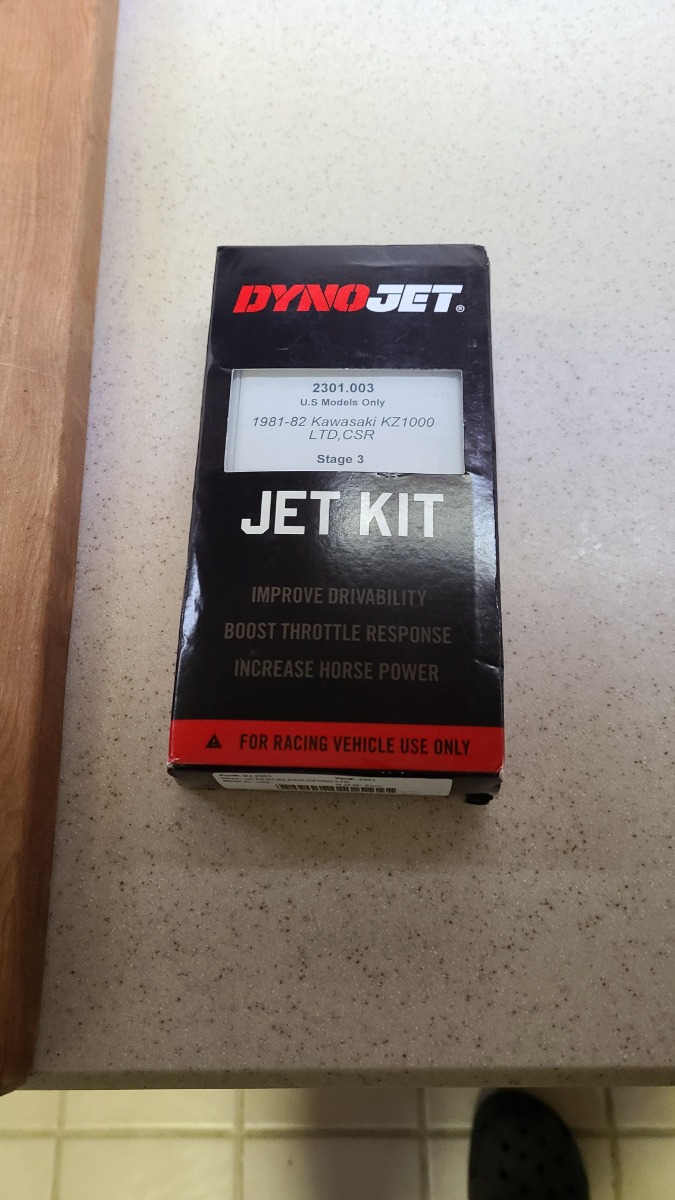 DYNOJET®
2301.003
U.S Models Only
1981-82 Kawasaki KZ1000
LTD,CSR
Stage 3
JET KIT
IMPROVE DRIVABILITY
BOOST THROTTLE RESPONSE
INCREASE HORSE POWER
FOR RACING VEHICLE USE ONLY